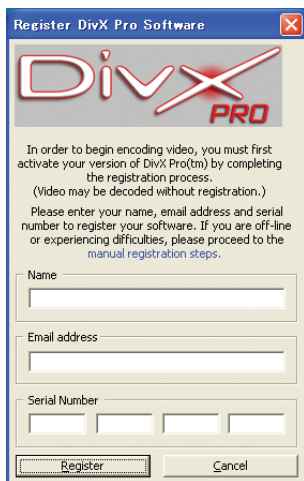 Register DivX Pro Software
DivX
PRO
In order to begin encoding video, you must first
activate your version of DivX Pro(tm) by completing
the registration process.
(Video may be decoded without registration.)
Please enter your name, email address and serial
number to register your software. If you are off-line
or experiencing difficulties, please proceed to the
manual registration steps.
Name
Email address
Serial Number
Register
Cancel